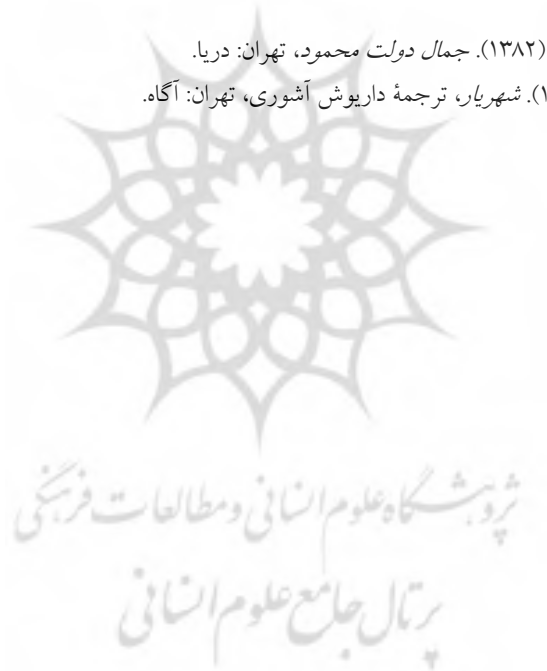 (۱۳۸۲). جمال دولت محمود، تهران: دریا.
۱). شهریار، ترجمهٔ داریوش آشوری، تهران: آگاه.
پژوهشگاه علوم انسانی و مطالعات فرهنگی
پرتال جامع علوم انسانی